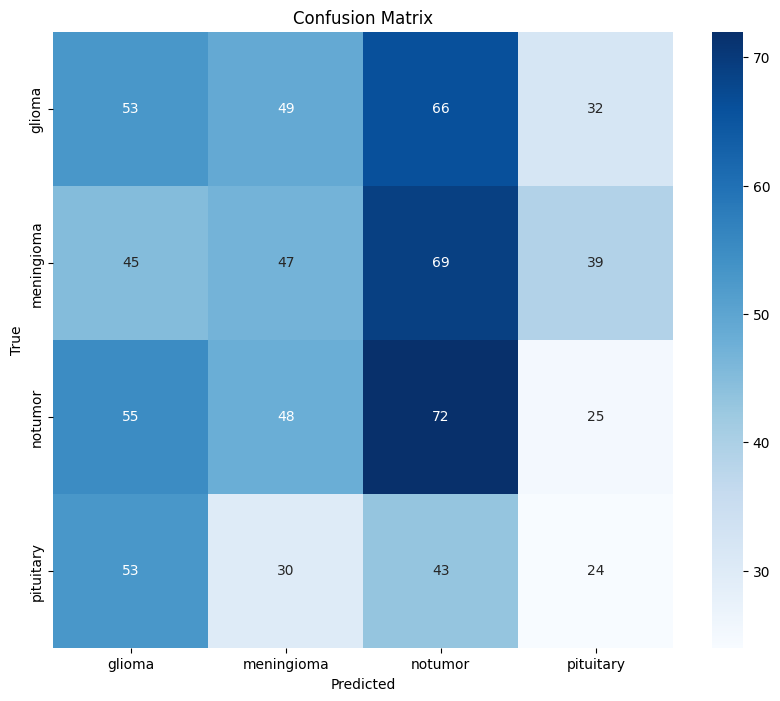 Confusion Matrix
glioma 53 49 66 32
meningioma 45 47 69 39
notumor 55 48 72 25
pituitary 53 30 43 24
glioma meningioma notumor pituitary
Predicted
True
70
60
50
40
30